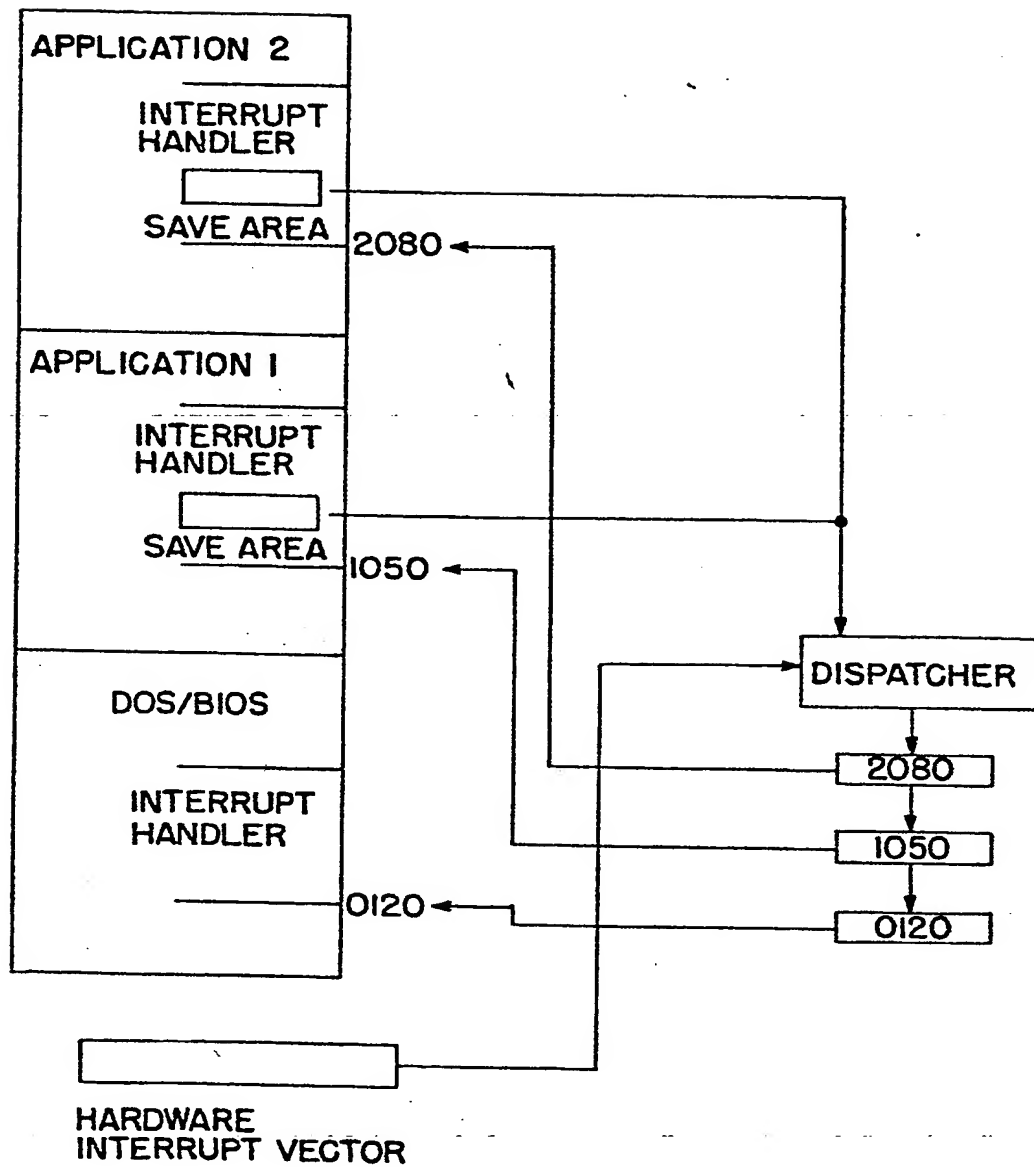 APPLICATION 2
INTERRUPT
HANDLER
SAVE AREA
2080
APPLICATION 1
INTERRUPT
HANDLER
SAVE AREA
1050
DOS/BIOS
INTERRUPT
HANDLER
0120
DISPATCHER
2080
1050
0120
HARDWARE
INTERRUPT VECTOR